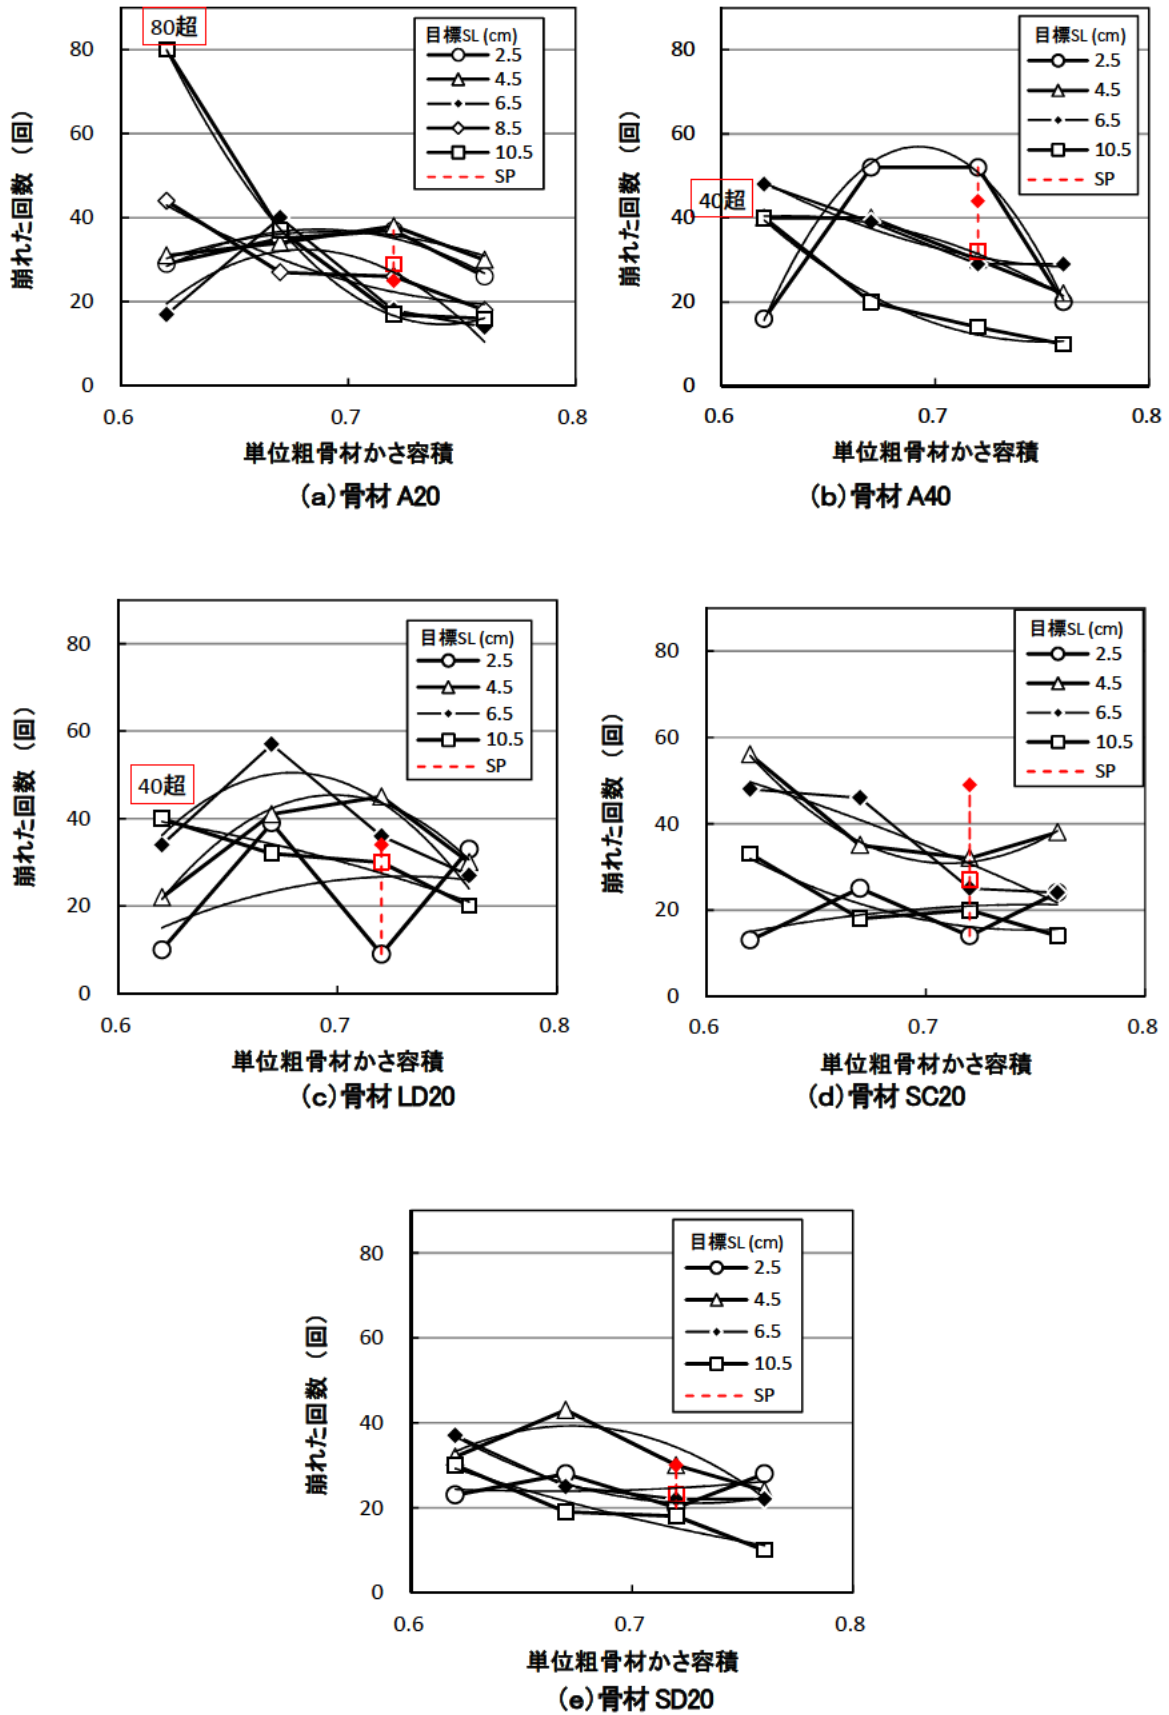 80超
崩れた回数（回）
80
60
40
20
0
0.6
0.7
0.8
目標SL (cm)
2.5
4.5
6.5
8.5
10.5
SP
単位粗骨材かさ容積
(a)骨材 A20
40超
崩れた回数（回）
80
60
40
20
0
0.6
0.7
0.8
目標SL (cm)
2.5
4.5
6.5
10.5
SP
単位粗骨材かさ容積
(b)骨材 A40
40超
崩れた回数（回）
80
60
40
20
0
0.6
0.7
0.8
目標SL (cm)
2.5
4.5
6.5
10.5
SP
単位粗骨材かさ容積
(c)骨材 LD20
崩れた回数（回）
80
60
40
20
0
0.6
0.7
0.8
目標SL (cm)
2.5
4.5
6.5
10.5
SP
単位粗骨材かさ容積
(d)骨材 SC20
崩れた回数（回）
80
60
40
20
0
0.6
0.7
0.8
目標SL (cm)
2.5
4.5
6.5
10.5
SP
単位粗骨材かさ容積
(e)骨材 SD20